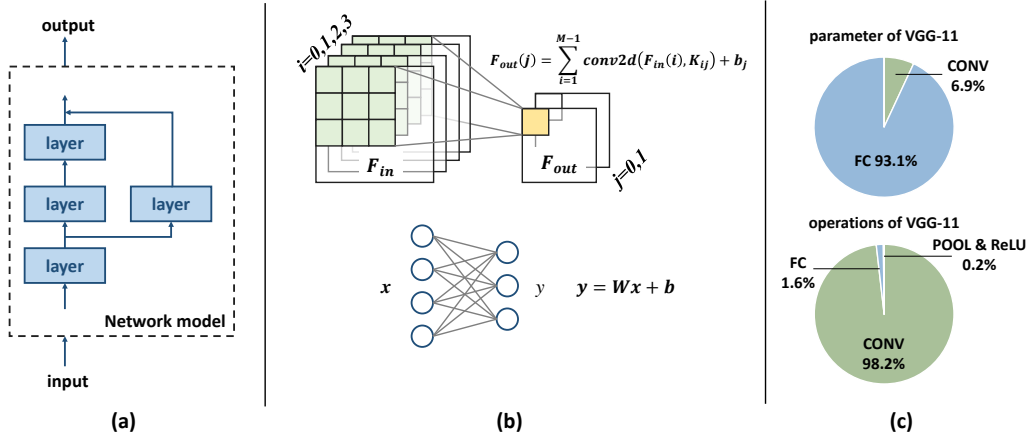 output
layer
layer
layer
layer
Network model
input
(a)
i=0,1,2,3
F_in
F_out(j) = \sum_{i=1}^{M-1} conv2d(F_in(i), K_ij) + b_j
F_out
j=0,1
x
y
y = Wx + b
(b)
parameter of VGG-11
CONV
6.9%
FC 93.1%
operations of VGG-11
POOL & ReLU
0.2%
FC
1.6%
CONV
98.2%
(c)